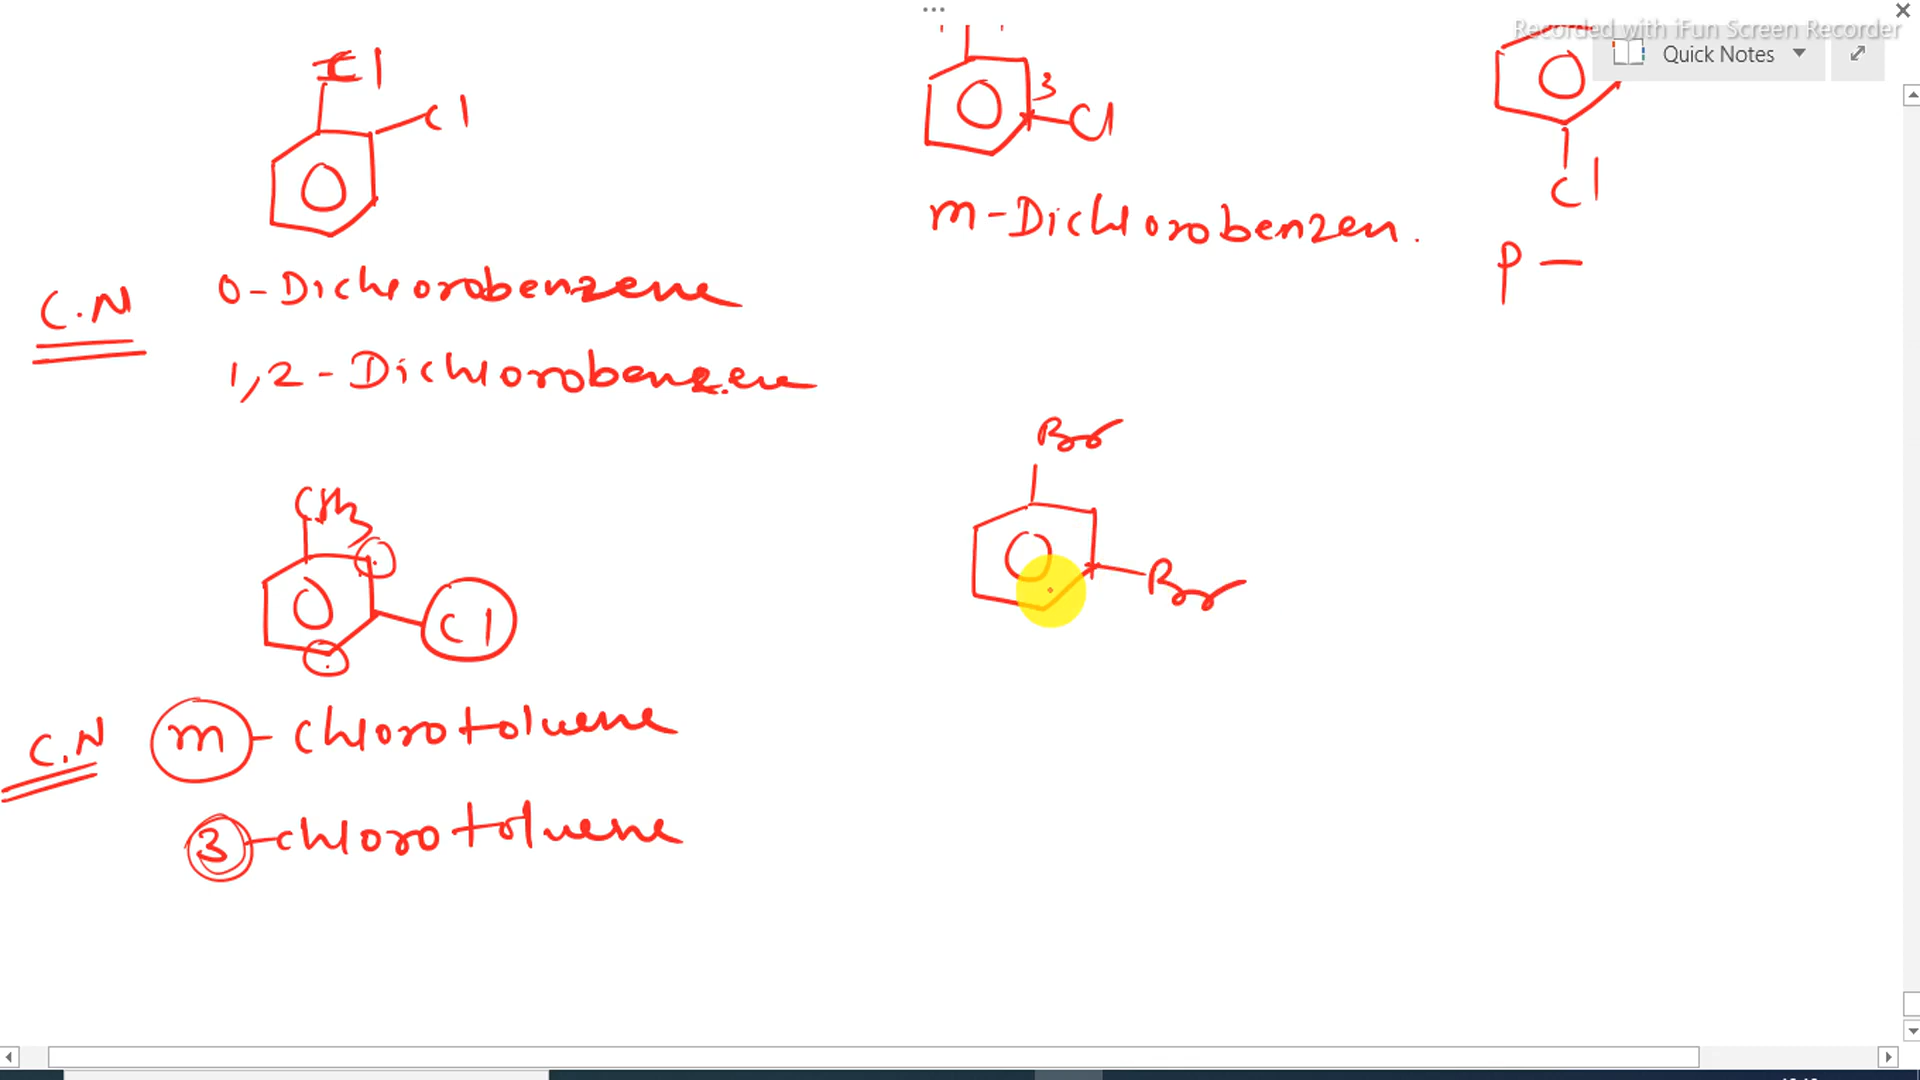 Recorded with iFun Screen Recorder
Quick Notes
Cl
Cl
3
Cl
Cl
m-Dichlorobenzen.
P -
C.N
O-Dichlorobenzene
1,2-Dichlorobenzene
Br
CH3
Br
Cl
C.N
m-chlorotoluene
3-chlorotoluene